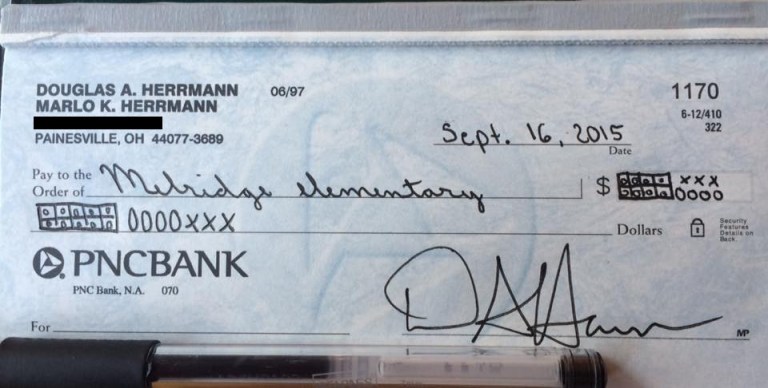 DOUGLAS A. HERRMANN 06/97 1170
MARLO K. HERRMANN 6-12/410
322
PAINESVILLE, OH 44077-3689
Sept. 16, 2015
Date
Pay to the
Order of Melridge elementary $ xxx
0000
0000xxx Dollars
Security
Features
Details on
Back.
PNCBANK
PNC Bank, N.A. 070
For
MP